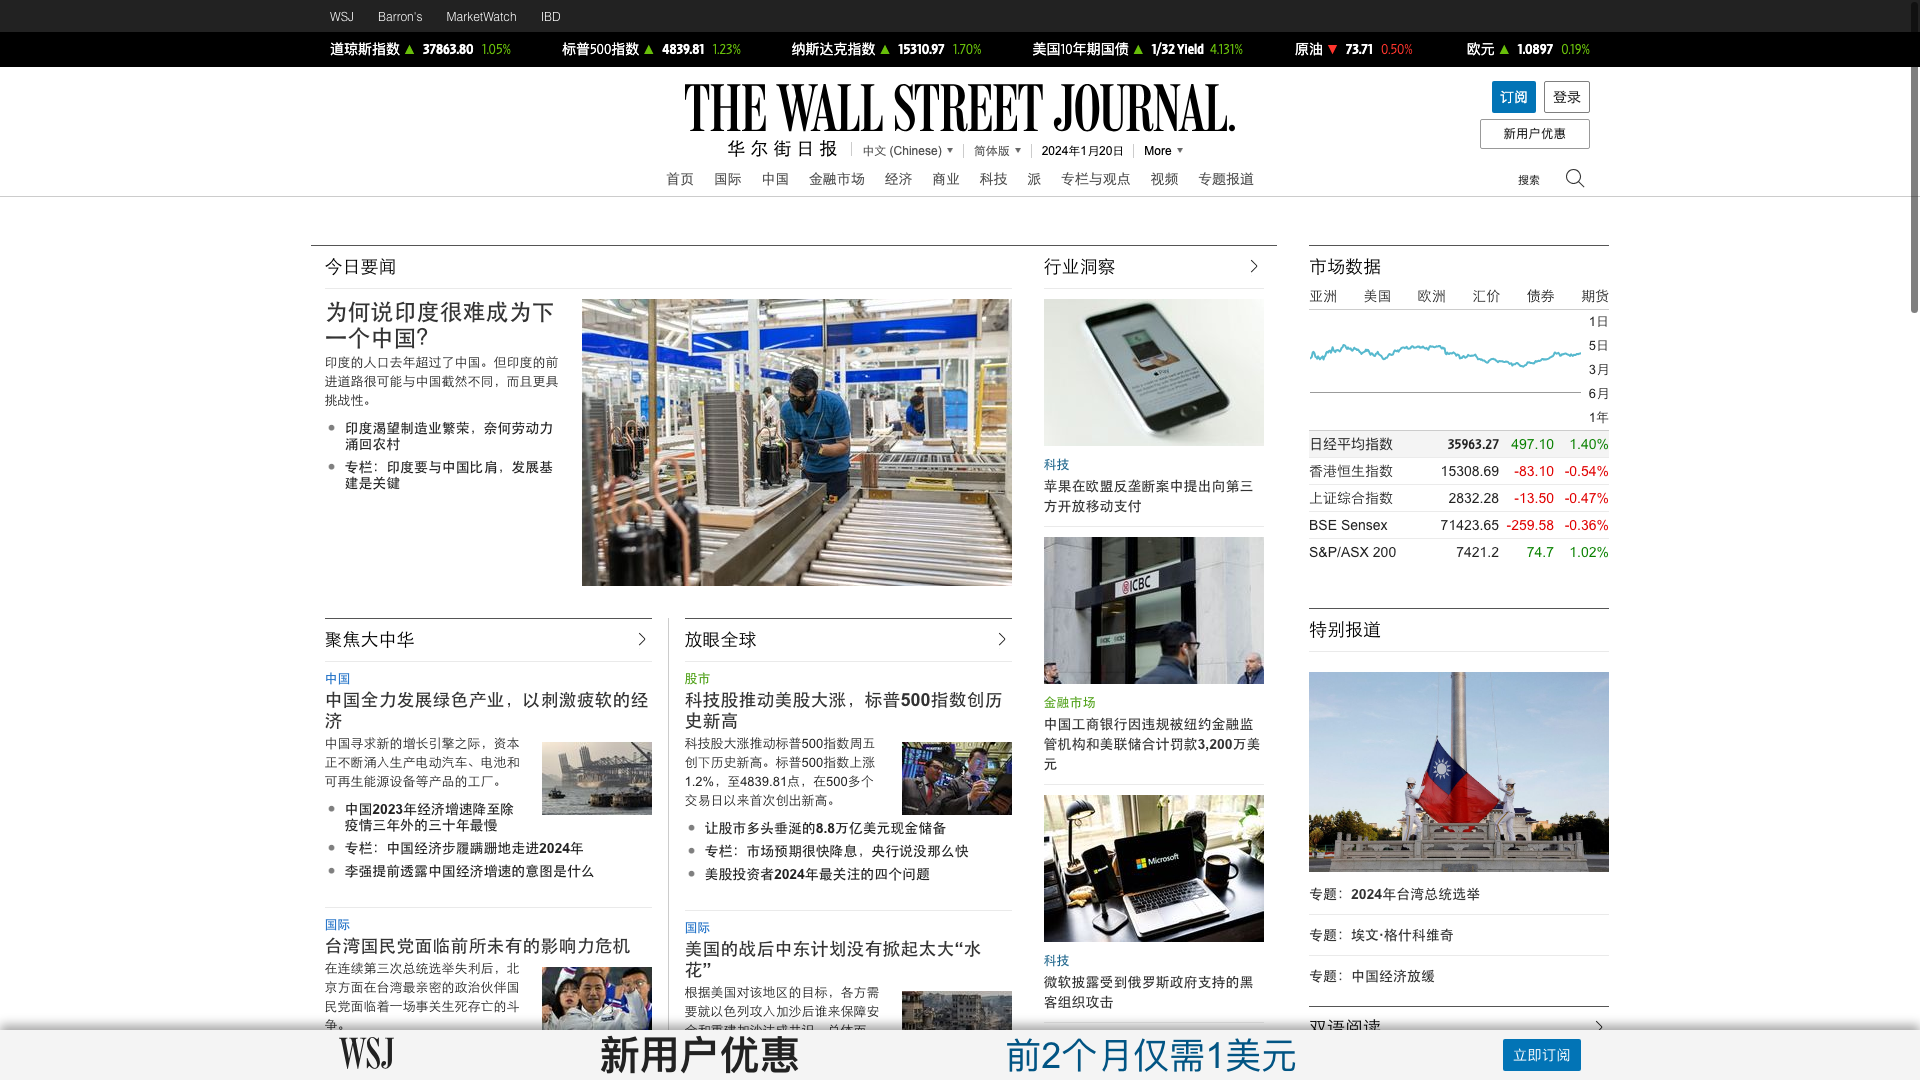 WSJ Barron's MarketWatch IBD
道琼斯指数 ▲ 37863.80 1.05% 标普500指数 ▲ 4839.81 1.23% 纳斯达克指数 ▲ 15310.97 1.70% 美国10年期国债 ▲ 1/32 Yield 4.131% 原油 ▼ 73.71 0.50% 欧元 ▲ 1.0897 0.19%
THE WALL STREET JOURNAL.
订阅 登录
新用户优惠
华尔街日报 中文 (Chinese) 简体版 2024年1月20日 More
首页 国际 中国 金融市场 经济 商业 科技 派 专栏与观点 视频 专题报道 搜索
今日要闻
为何说印度很难成为下
一个中国？
印度的人口去年超过了中国。但印度的前
进道路很可能与中国截然不同，而且更具
挑战性。
印度渴望制造业繁荣，奈何劳动力
涌回农村
专栏：印度要与中国比肩，发展基
建是关键
聚焦大中华
中国
中国全力发展绿色产业，以刺激疲软的经
济
中国寻求新的增长引擎之际，资本
正不断涌入生产电动汽车、电池和
可再生能源设备等产品的工厂。
中国2023年经济增速降至除
疫情三年外的三十年最慢
专栏：中国经济步履蹒跚地走进2024年
李强提前透露中国经济增速的意图是什么
国际
台湾国民党面临前所未有的影响力危机
在连续第三次总统选举失利后，北
京方面在台湾最亲密的政治伙伴国
民党面临着一场事关生死存亡的斗
争。
放眼全球
股市
科技股推动美股大涨，标普500指数创历
史新高
科技股大涨推动标普500指数周五
创下历史新高。标普500指数上涨
1.2%，至4839.81点，在500多个
交易日以来首次创出新高。
让股市多头垂涎的8.8万亿美元现金储备
专栏：市场预期很快降息，央行说没那么快
美股投资者2024年最关注的四个问题
国际
美国的战后中东计划没有掀起太大“水
花”
根据美国对该地区的目标，各方需
要就以色列攻入加沙后谁来保障安
全和重建加沙达成共识。总体而
行业洞察
Pay
科技
苹果在欧盟反垄断案中提出向第三
方开放移动支付
ICBC
金融市场
中国工商银行因违规被纽约金融监
管机构和美联储合计罚款3,200万美
元
Microsoft
科技
微软披露受到俄罗斯政府支持的黑
客组织攻击
市场数据
亚洲 美国 欧洲 汇价 债券 期货
1日
5日
3月
6月
1年
日经平均指数 35963.27 497.10 1.40%
香港恒生指数 15308.69 -83.10 -0.54%
上证综合指数 2832.28 -13.50 -0.47%
BSE Sensex 71423.65 -259.58 -0.36%
S&P/ASX 200 7421.2 74.7 1.02%
特别报道
专题：2024年台湾总统选举
专题：埃文·格什科维奇
专题：中国经济放缓
双语阅读
WSJ 新用户优惠 前2个月仅需1美元 立即订阅